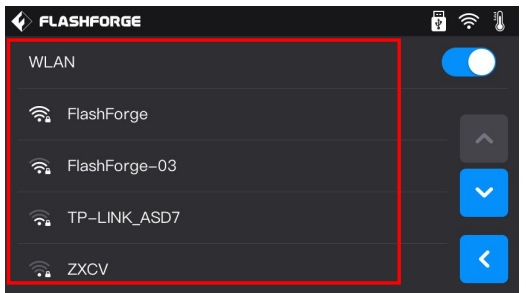 FLASHFORGE
WLAN
FlashForge
FlashForge-03
TP-LINK_ASD7
ZXCV